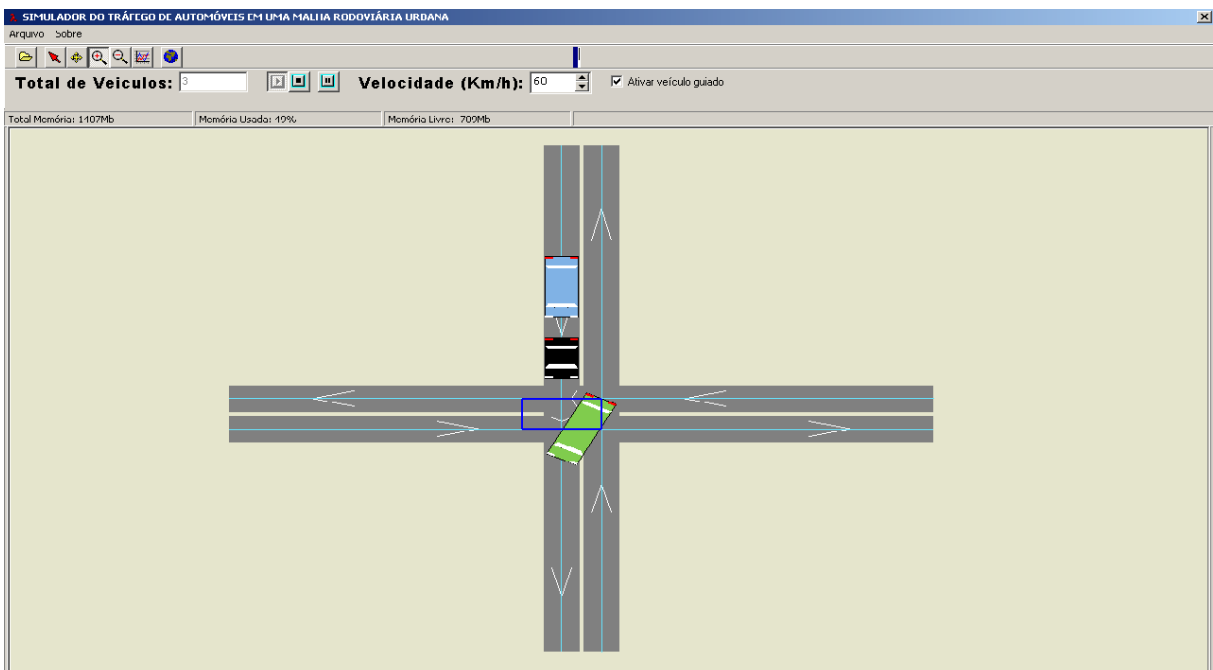 SIMULADOR DO TRÁFEGO DE AUTOMÓVEIS EM UMA MALHA RODOVIÁRIA URBANA
Arquivo Sobre
Total de Veiculos: 3 Velocidade (Km/h): 60 Ativar veículo guiado
Total Memória: 1407Mb Memória Usada: 49% Memória Livre: 709Mb